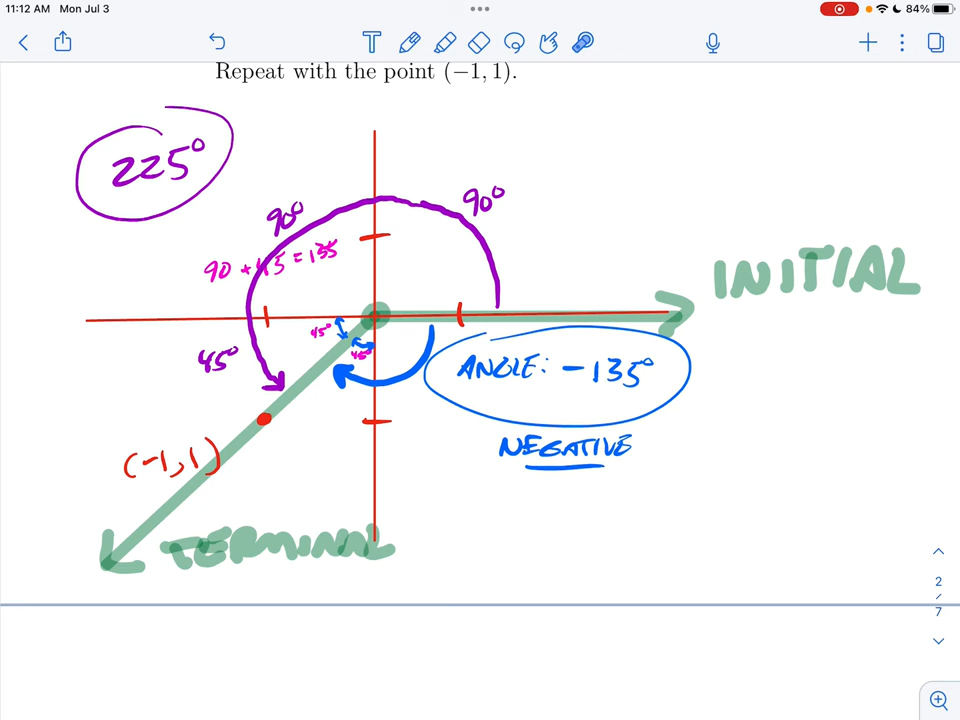 11:12 AM Mon Jul 3
84%
T
Repeat with the point (−1, 1).
225°
90°
90°
90 + 45 = 135
INITIAL
45°
45°
45°
ANGLE: −135°
NEGATIVE
(−1, 1)
TERMINAL
2
/
7